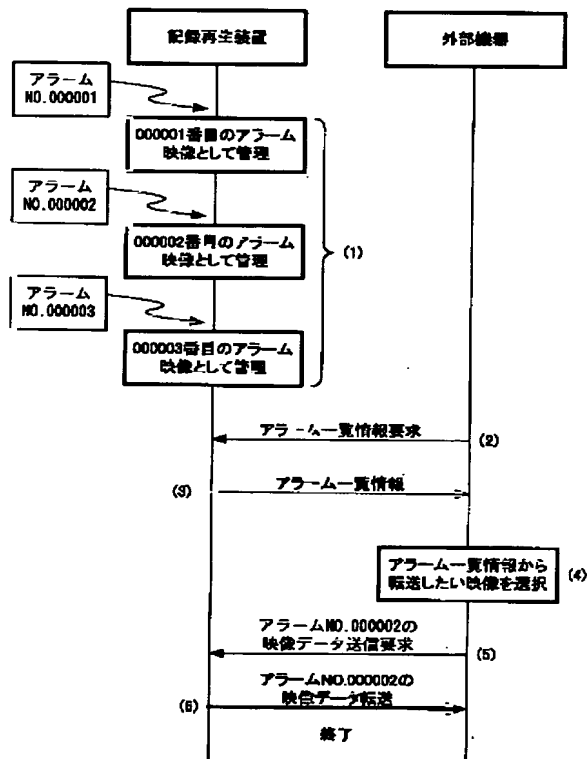 記録再生装置
外部機器
アラーム
NO.000001
000001番目のアラーム
映像として管理
アラーム
NO.000002
000002番目のアラーム
映像として管理
(1)
アラーム
NO.000003
000003番目のアラーム
映像として管理
アラーム一覧情報要求
(2)
(3)
アラーム一覧情報
アラーム一覧情報から
転送したい映像を選択
(4)
アラームNO.000002の
映像データ送信要求
(5)
アラームNO.000002の
映像データ転送
(6)
終了